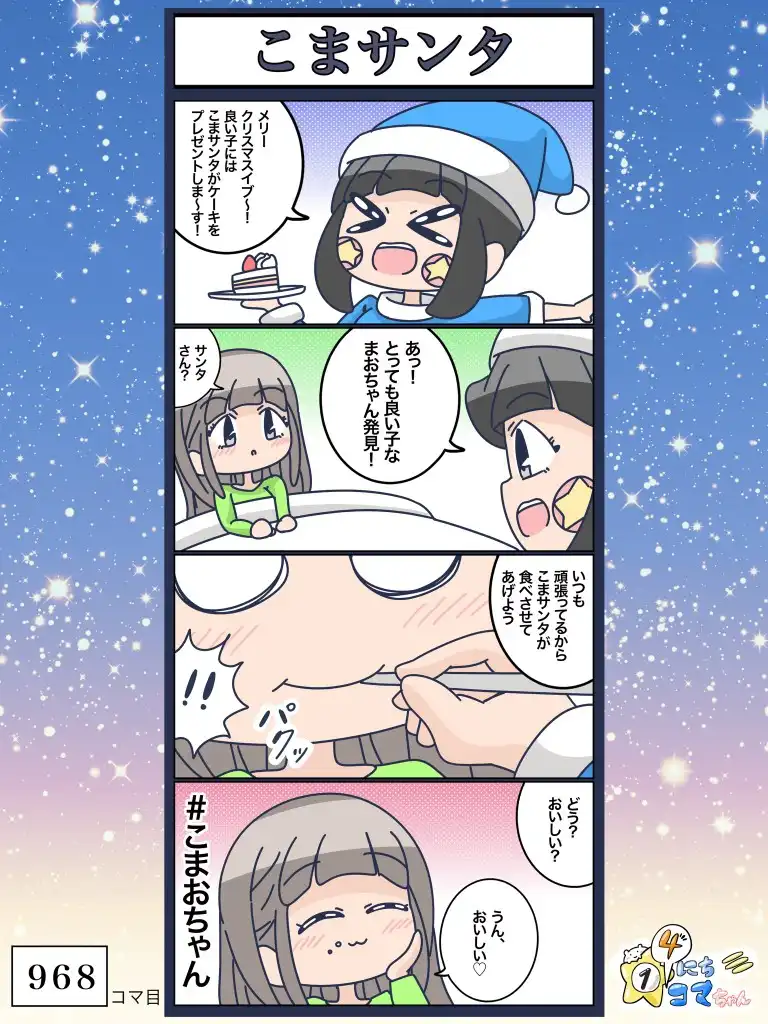 こまサンタ
メリー
クリスマスイブ～!
良い子には
こまサンタがケーキを
プレゼントしま～す!
あっ!
とっても良い子な
まおちゃん発見!
サンタ
さん?
いつも
頑張ってるから
こまサンタが
食べさせて
あげよう
!!
パクッ
どう?
おいしい?
うん、
おいしい♡
#こまおちゃん
968
コマ目
1にち4コマちゃん